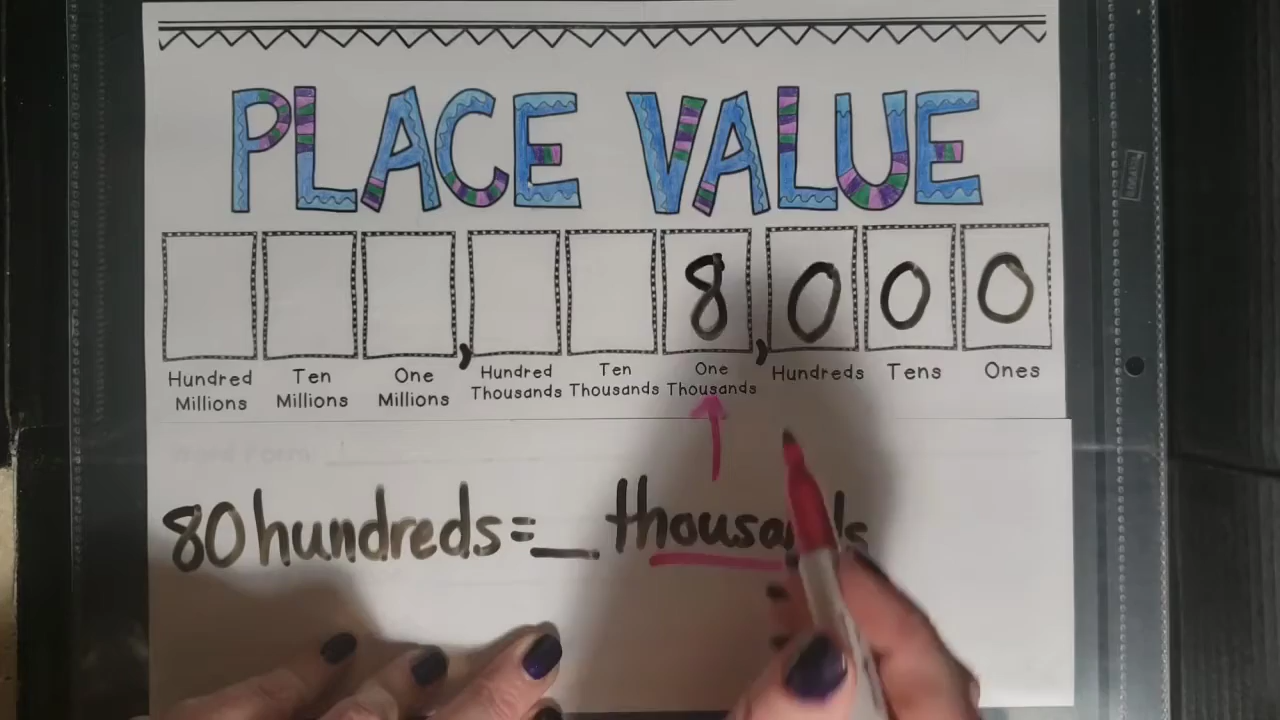 PLACE VALUE
8,000
Hundred Millions Ten Millions One Millions Hundred Thousands Ten Thousands One Thousands Hundreds Tens Ones
80 hundreds = __ thousands